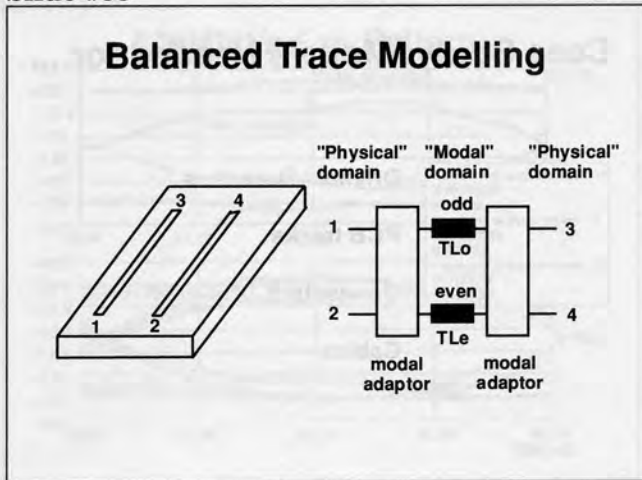 Balanced Trace Modelling
"Physical" domain
"Modal" domain
"Physical" domain
3
4
1
2
1
odd
TLo
3
2
even
TLe
4
modal adaptor
modal adaptor